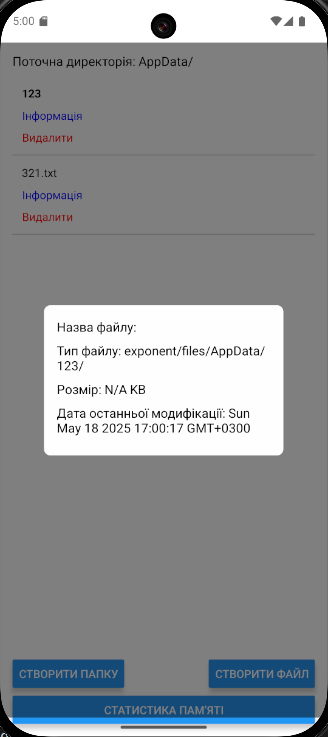 5:00
Поточна директорія: AppData/
123
Інформація
Видалити
321.txt
Інформація
Видалити
Назва файлу:
Тип файлу: exponent/files/AppData/
123/
Розмір: N/A KB
Дата останньої модифікації: Sun
May 18 2025 17:00:17 GMT+0300
СТВОРИТИ ПАПКУ
СТВОРИТИ ФАЙЛ
СТАТИСТИКА ПАМ'ЯТІ